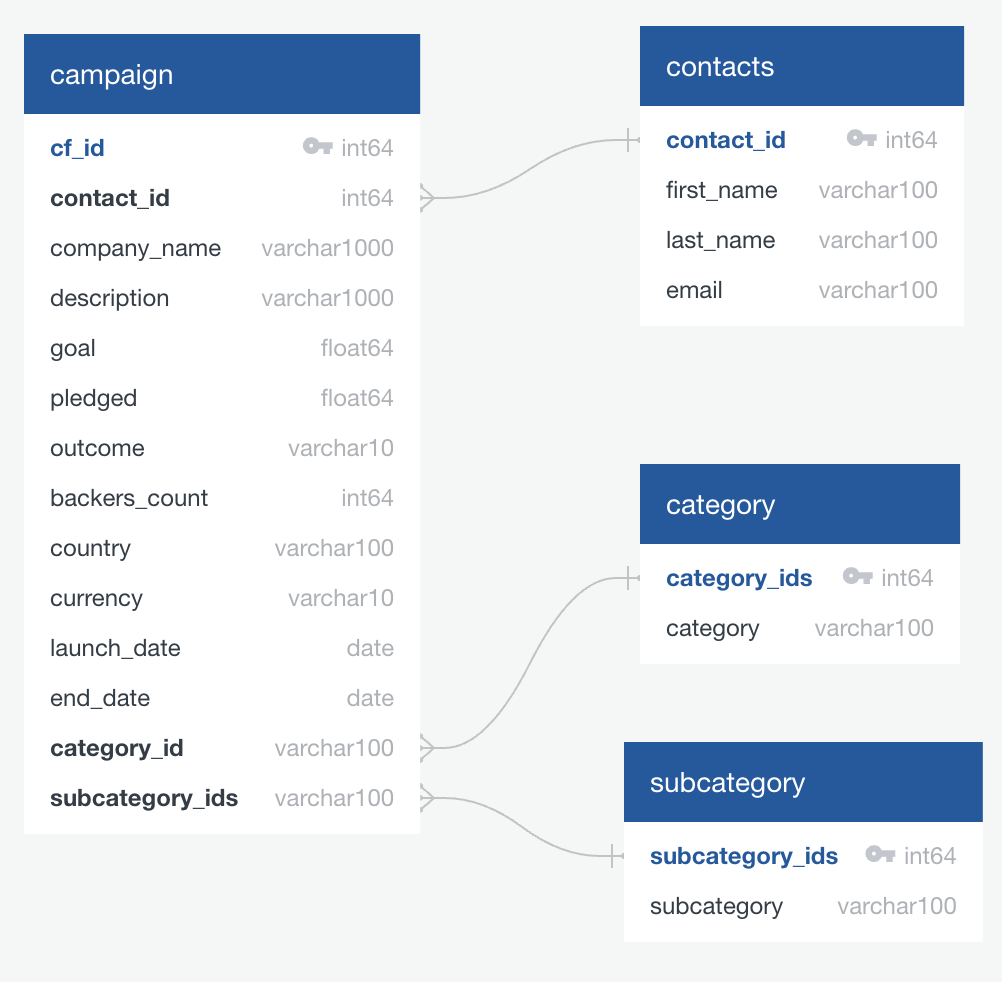 campaign
cf_id int64
contact_id int64
company_name varchar1000
description varchar1000
goal float64
pledged float64
outcome varchar10
backers_count int64
country varchar100
currency varchar10
launch_date date
end_date date
category_id varchar100
subcategory_ids varchar100
contacts
contact_id int64
first_name varchar100
last_name varchar100
email varchar100
category
category_ids int64
category varchar100
subcategory
subcategory_ids int64
subcategory varchar100